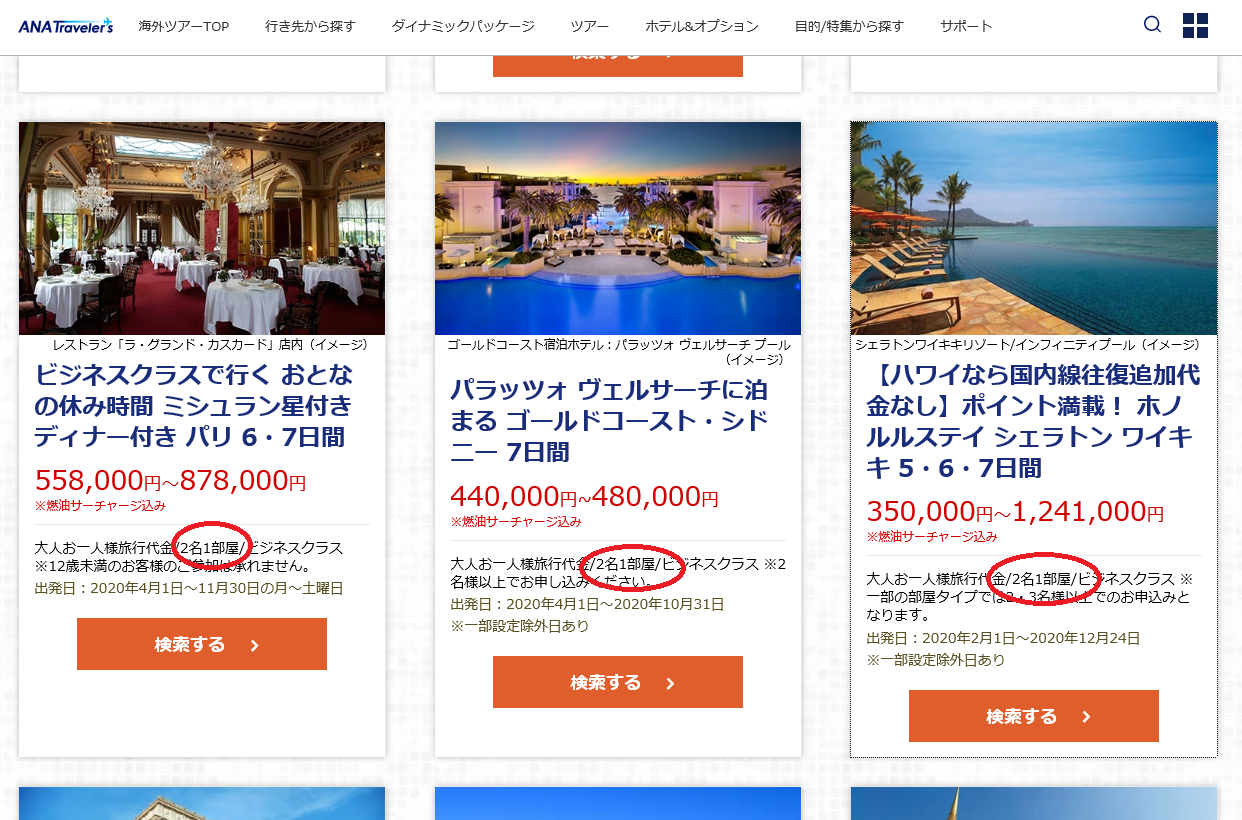 ANA Traveler's
海外ツアーTOP
行き先から探す
ダイナミックパッケージ
ツアー
ホテル&オプション
目的/特集から探す
サポート
検索する
レストラン「ラ・グランド・カスカード」店内（イメージ）
ビジネスクラスで行く おとな
の休み時間 ミシュラン星付き
ディナー付き パリ 6・7日間
558,000円～878,000円
※燃油サーチャージ込み
大人お一人様旅行代金/2名1部屋/ビジネスクラス
※12歳未満のお客様のご参加は承れません。
出発日：2020年4月1日～11月30日の月～土曜日
検索する
ゴールドコースト宿泊ホテル：パラッツォ ヴェルサーチ プール
（イメージ）
パラッツォ ヴェルサーチに泊
まる ゴールドコースト・シド
ニー 7日間
440,000円~480,000円
※燃油サーチャージ込み
大人お一人様旅行代金/2名1部屋/ビジネスクラス ※2
名様以上でお申し込みください。
出発日：2020年4月1日～2020年10月31日
※一部設定除外日あり
検索する
シェラトンワイキキリゾート/インフィニティプール（イメージ）
【ハワイなら国内線往復追加代
金なし】ポイント満載！ ホノ
ルルステイ シェラトン ワイキ
キ 5・6・7日間
350,000円～1,241,000円
※燃油サーチャージ込み
大人お一人様旅行代金/2名1部屋/ビジネスクラス ※
一部の部屋タイプでは2・3名様以上でのお申込みと
なります。
出発日：2020年2月1日～2020年12月24日
※一部設定除外日あり
検索する